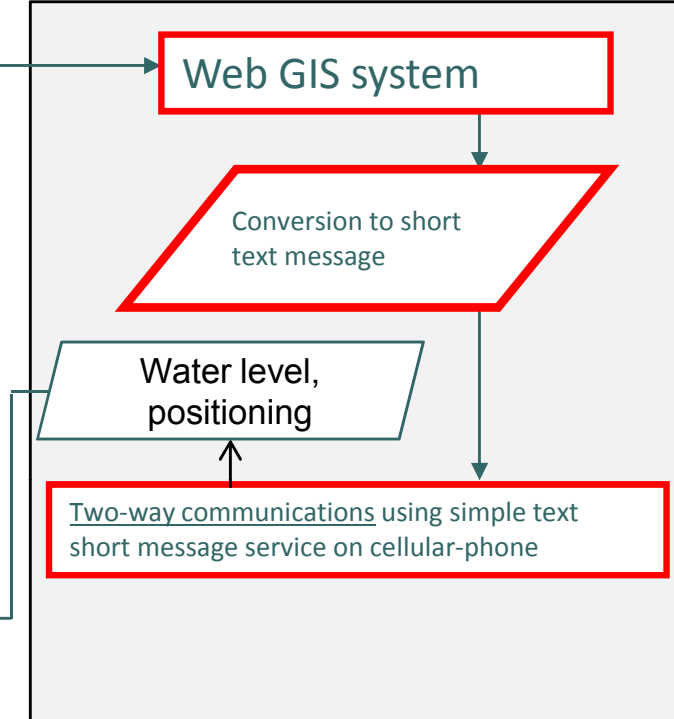 Web GIS system
Conversion to short
text message
Water level,
positioning
Two-way communications using simple text
short message service on cellular-phone